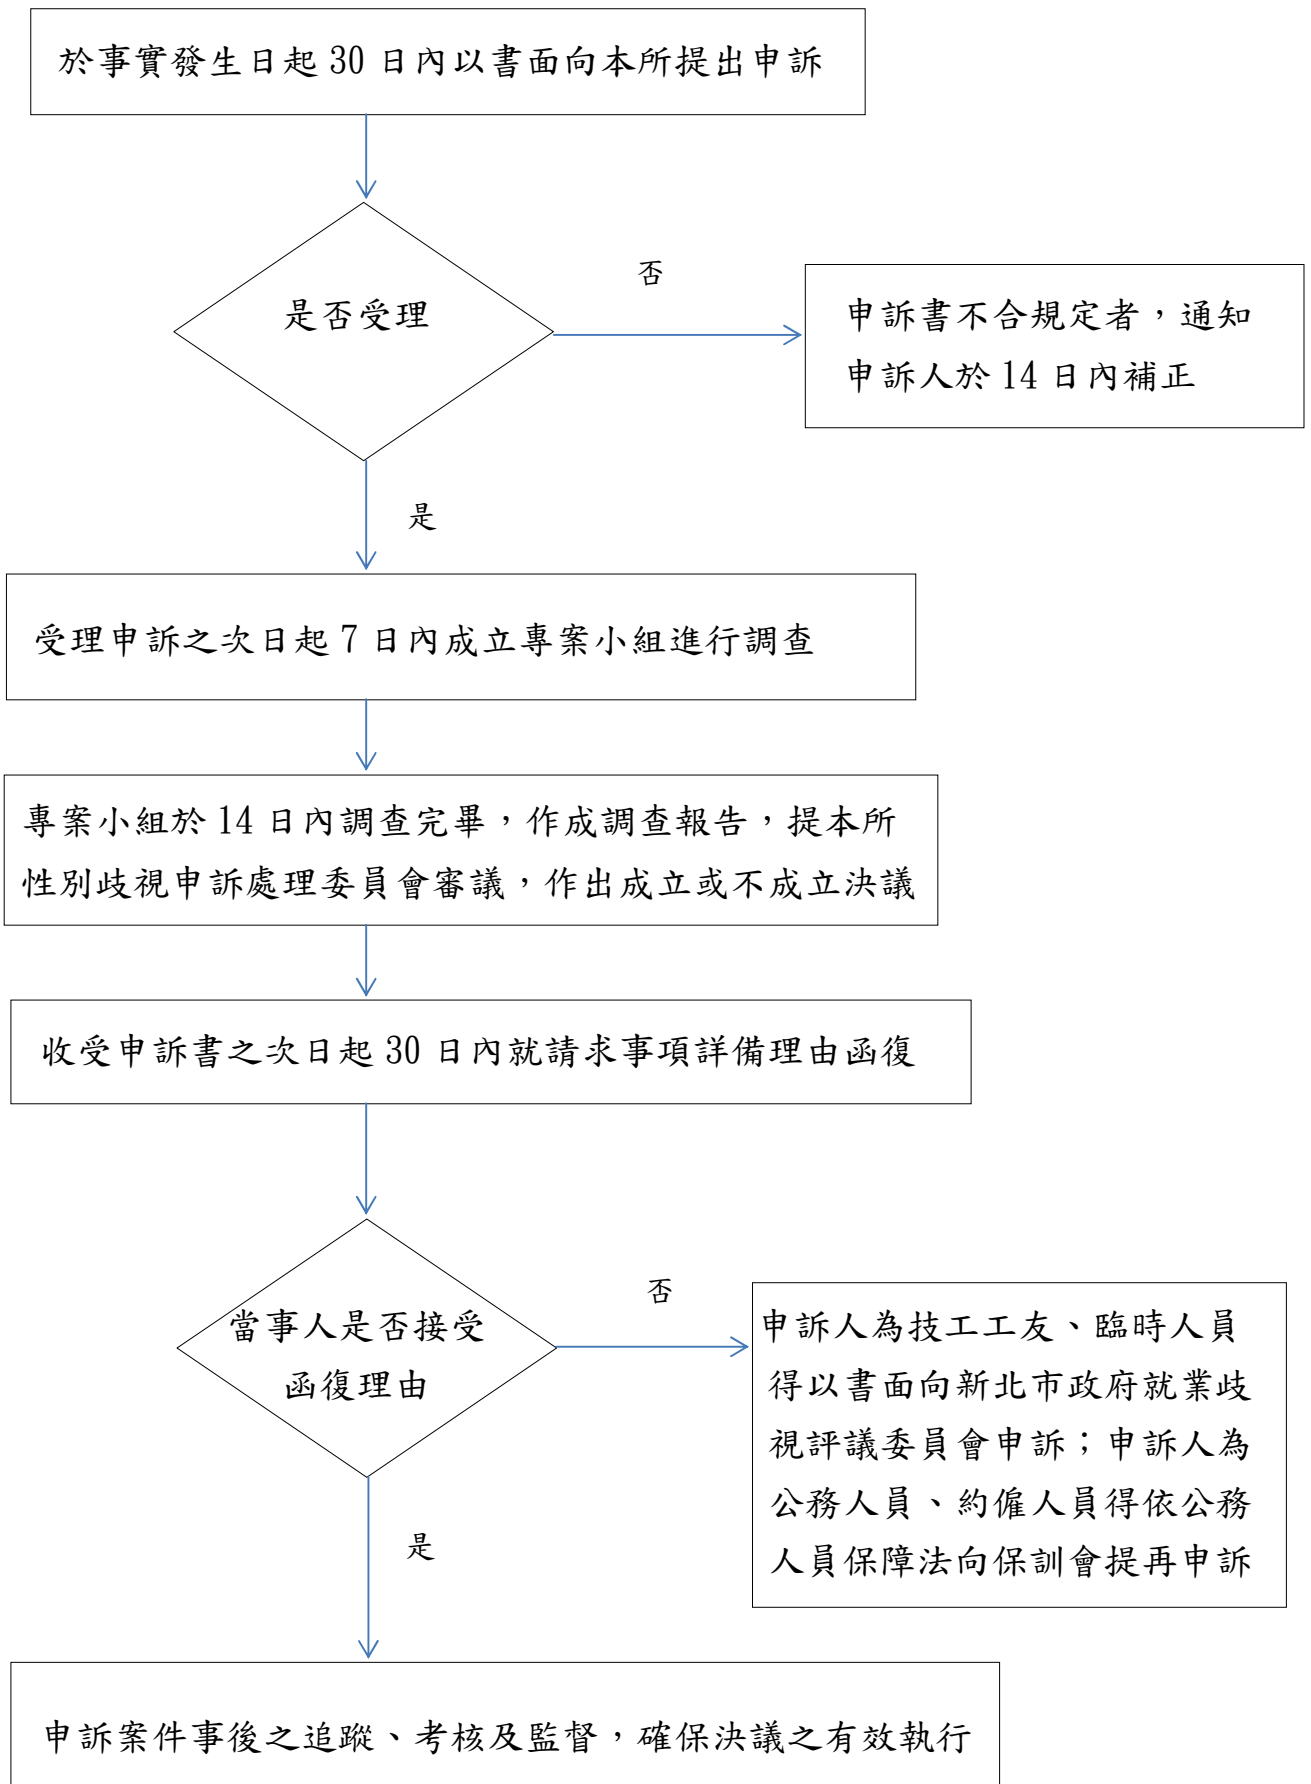 於事實發生日起 30 日內以書面向本所提出申訴
是否受理
否
申訴書不合規定者，通知
申訴人於 14 日內補正
是
受理申訴之次日起 7 日內成立專案小組進行調查
專案小組於 14 日內調查完畢，作成調查報告，提本所
性別歧視申訴處理委員會審議，作出成立或不成立決議
收受申訴書之次日起 30 日內就請求事項詳備理由函復
當事人是否接受
函復理由
否
申訴人為技工工友、臨時人員
得以書面向新北市政府就業歧
視評議委員會申訴；申訴人為
公務人員、約僱人員得依公務
人員保障法向保訓會提再申訴
是
申訴案件事後之追蹤、考核及監督，確保決議之有效執行